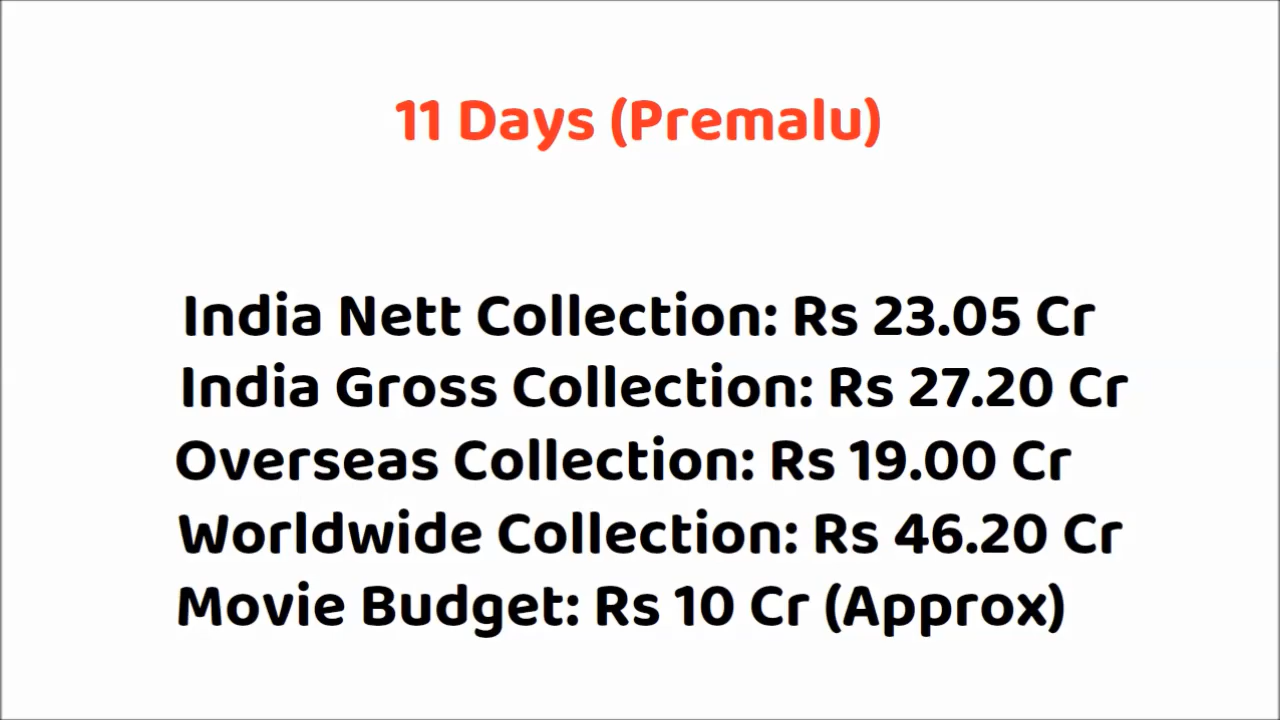 11 Days (Premalu)
India Nett Collection: Rs 23.05 Cr
India Gross Collection: Rs 27.20 Cr
Overseas Collection: Rs 19.00 Cr
Worldwide Collection: Rs 46.20 Cr
Movie Budget: Rs 10 Cr (Approx)